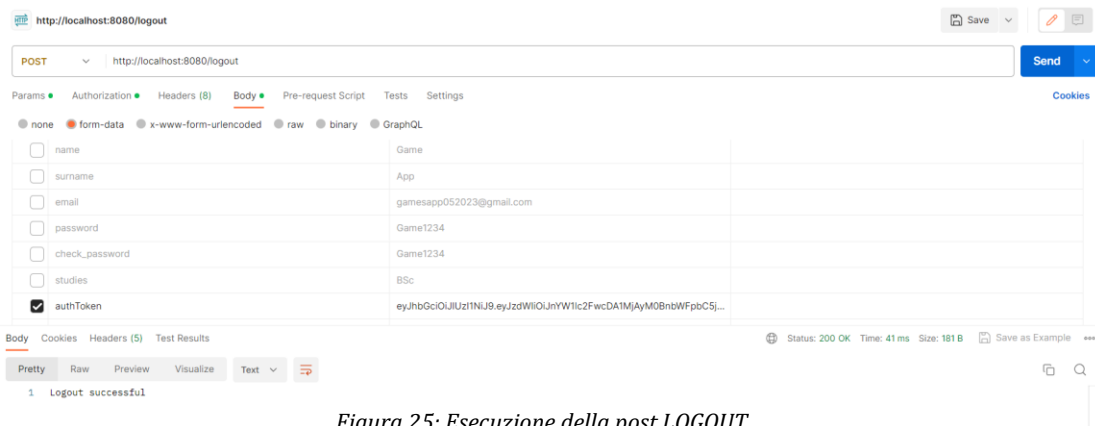 HTTP http://localhost:8080/logout Save
POST http://localhost:8080/logout Send
Params Authorization Headers (8) Body Pre-request Script Tests Settings Cookies
none form-data x-www-form-urlencoded raw binary GraphQL
name Game
surname App
email gamesapp052023@gmail.com
password Game1234
check_password Game1234
studies BSc
authToken eyJhbGciOiJIUzI1NiJ9.eyJzdWIiOiJnYW1lc2FwcDA1MjAyM0BnbWFpbC5j...
Body Cookies Headers (5) Test Results Status: 200 OK Time: 41 ms Size: 181 B Save as Example
Pretty Raw Preview Visualize Text
1 Logout successful
Figura 25: Esecuzione della post LOGOUT